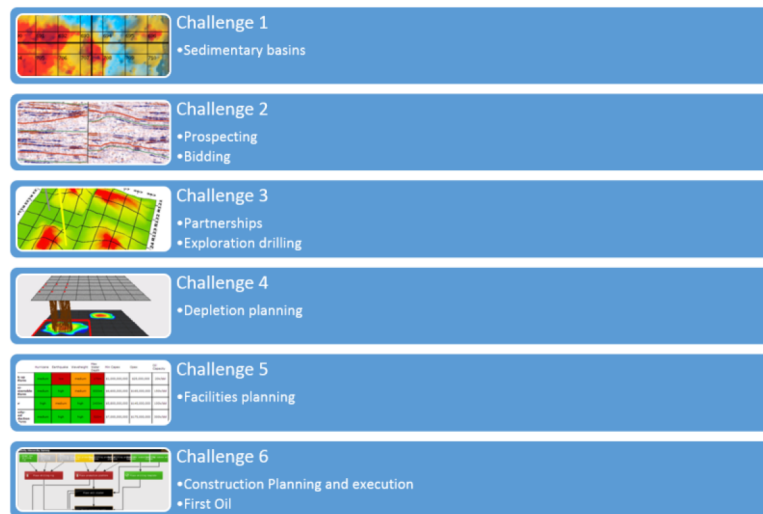 Challenge 1
•Sedimentary basins
Challenge 2
•Prospecting
•Bidding
Challenge 3
•Partnerships
•Exploration drilling
Challenge 4
•Depletion planning
Challenge 5
•Facilities planning
Challenge 6
•Construction Planning and execution
•First Oil